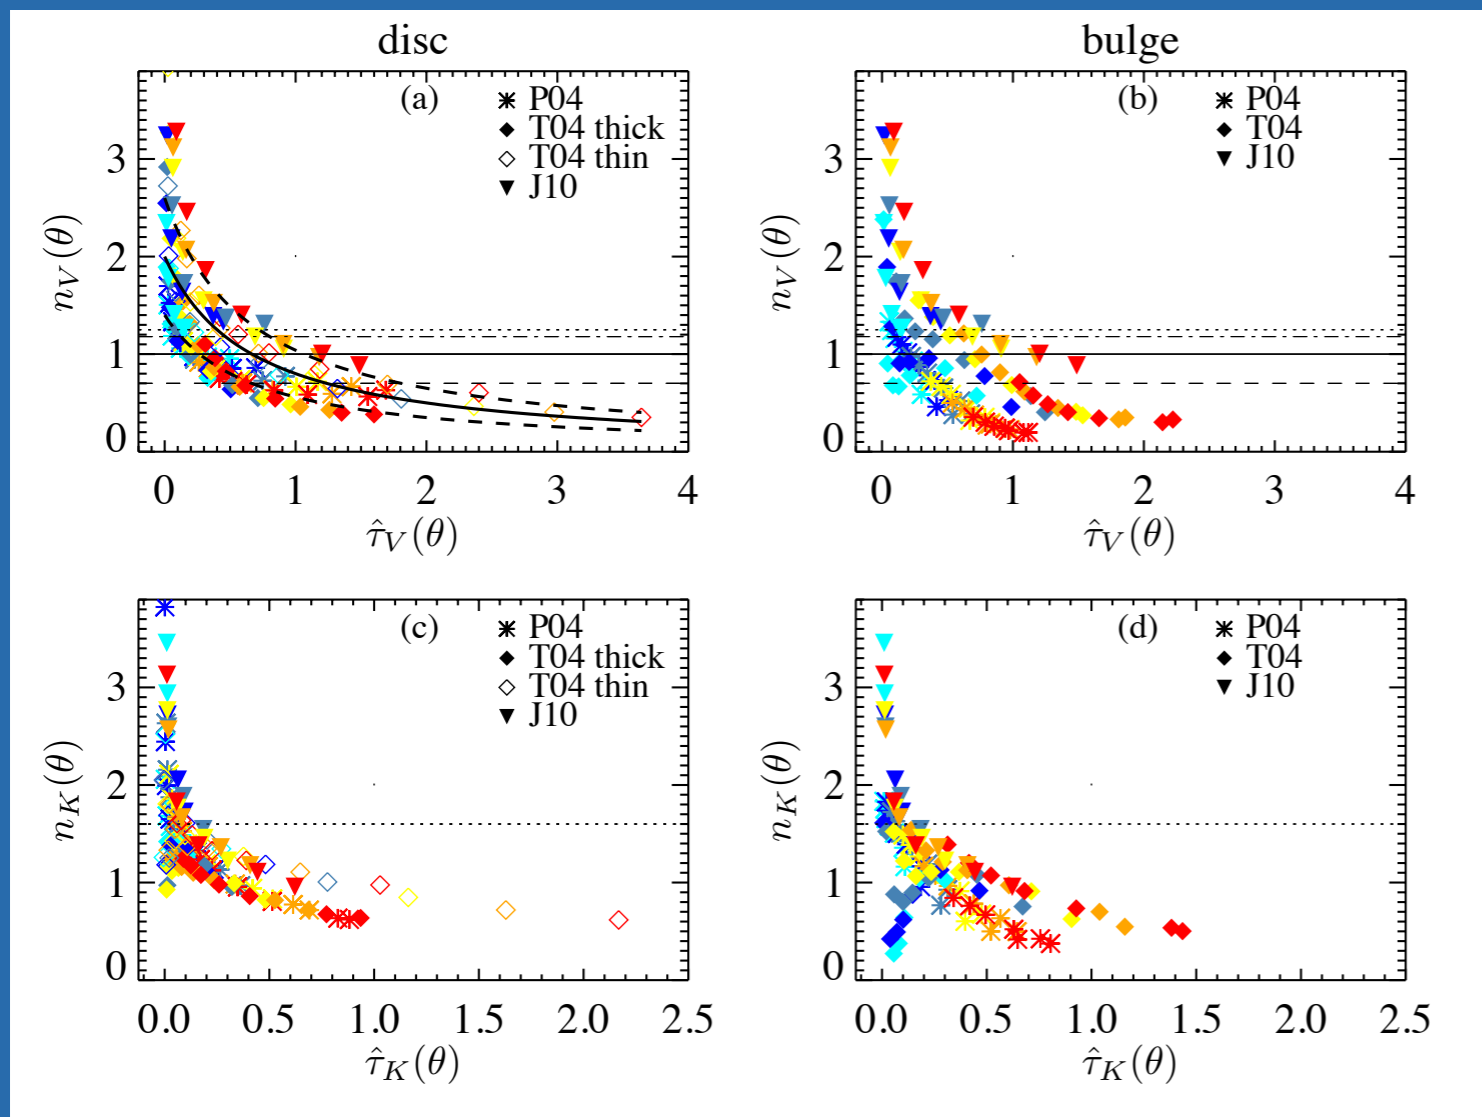 disc
bulge
(a)
P04
T04 thick
T04 thin
J10
n_V(θ)
3
2
1
0
0 1 2 3 4
τ̂_V(θ)
(b)
P04
T04
J10
n_V(θ)
3
2
1
0
0 1 2 3 4
τ̂_V(θ)
(c)
P04
T04 thick
T04 thin
J10
n_K(θ)
3
2
1
0
0.0 0.5 1.0 1.5 2.0 2.5
τ̂_K(θ)
(d)
P04
T04
J10
n_K(θ)
3
2
1
0
0.0 0.5 1.0 1.5 2.0 2.5
τ̂_K(θ)